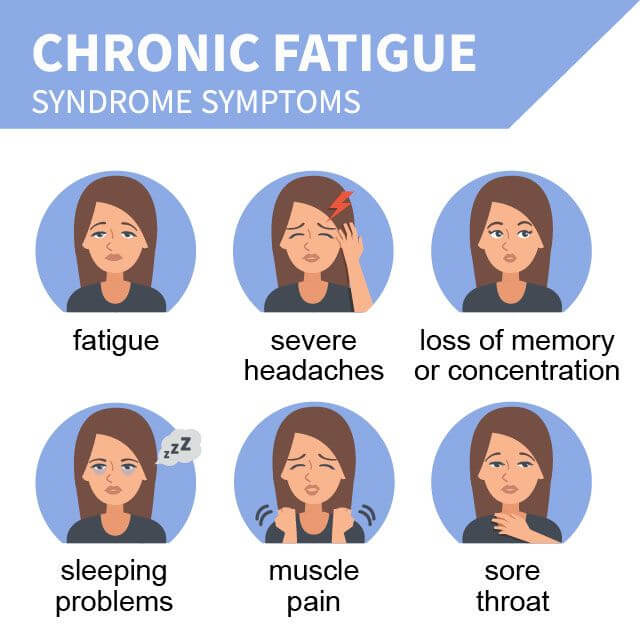 CHRONIC FATIGUE
SYNDROME SYMPTOMS
fatigue
severe
headaches
loss of memory
or concentration
zzZ
sleeping
problems
muscle
pain
sore
throat